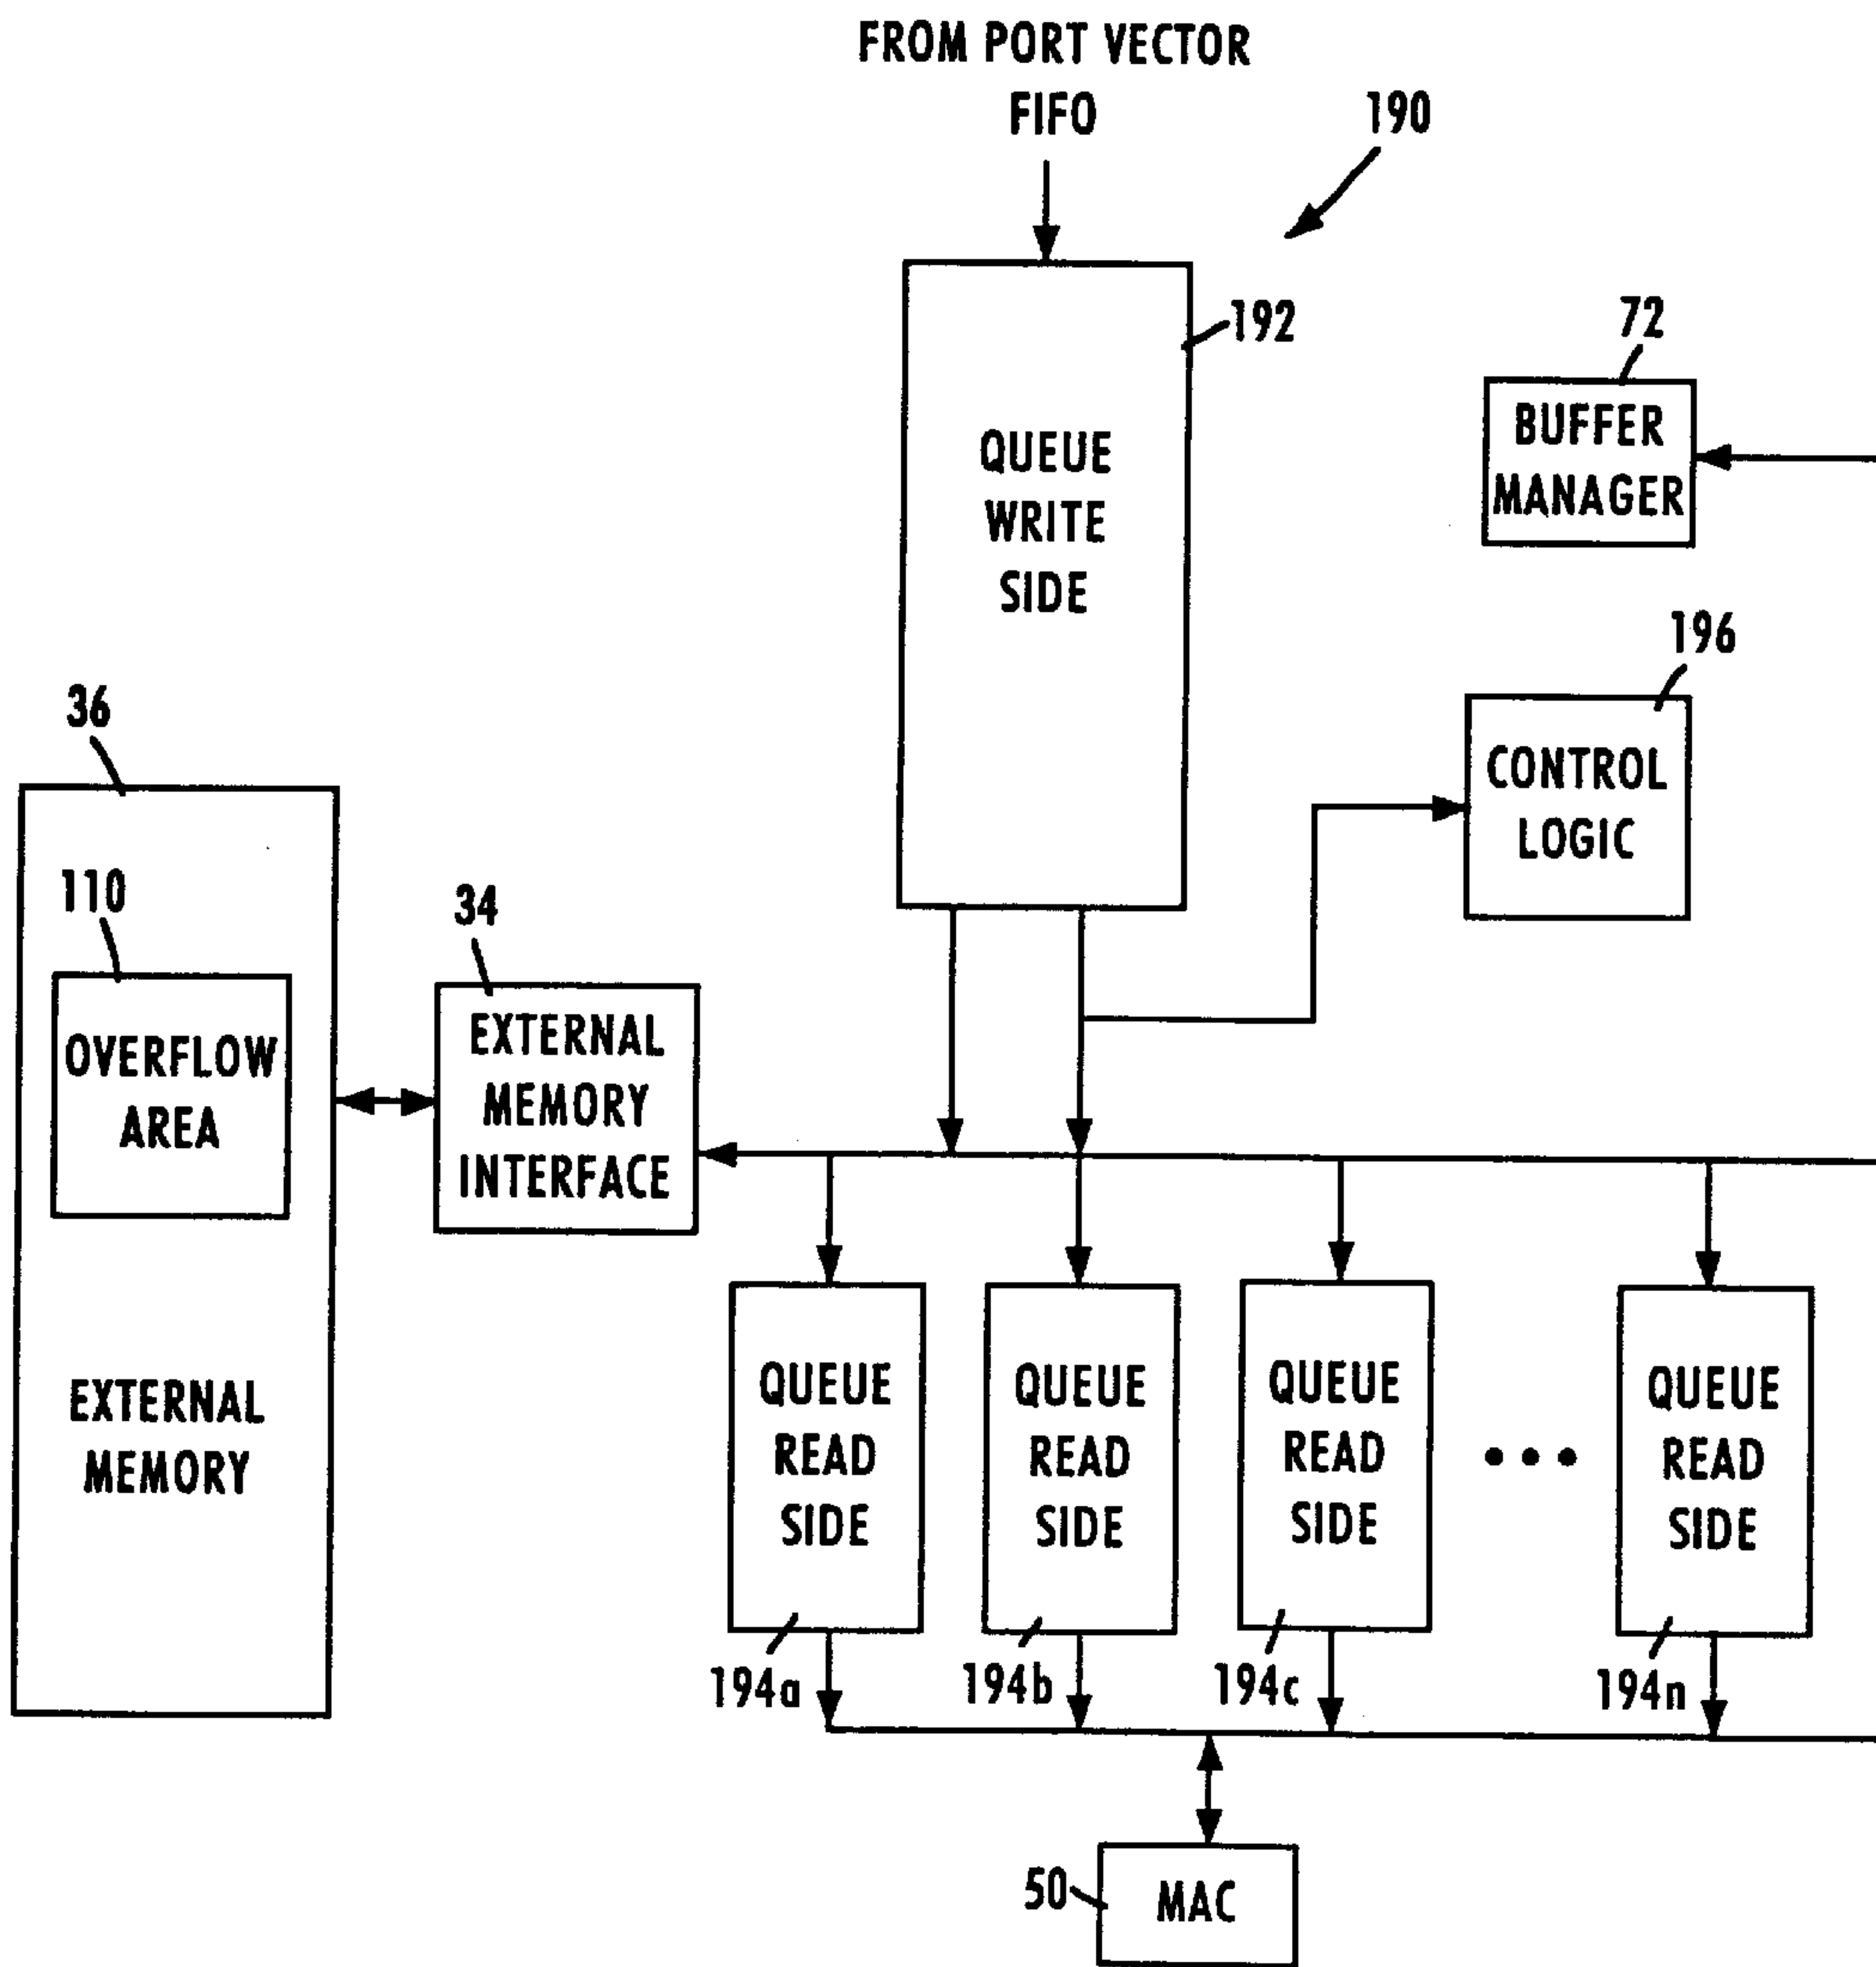 FROM PORT VECTOR
FIFO
190
192
QUEUE
WRITE
SIDE
72
BUFFER
MANAGER
196
CONTROL
LOGIC
36
110
OVERFLOW
AREA
EXTERNAL
MEMORY
34
EXTERNAL
MEMORY
INTERFACE
QUEUE
READ
SIDE
194a
QUEUE
READ
SIDE
194b
QUEUE
READ
SIDE
194c
•••
QUEUE
READ
SIDE
194n
50
MAC